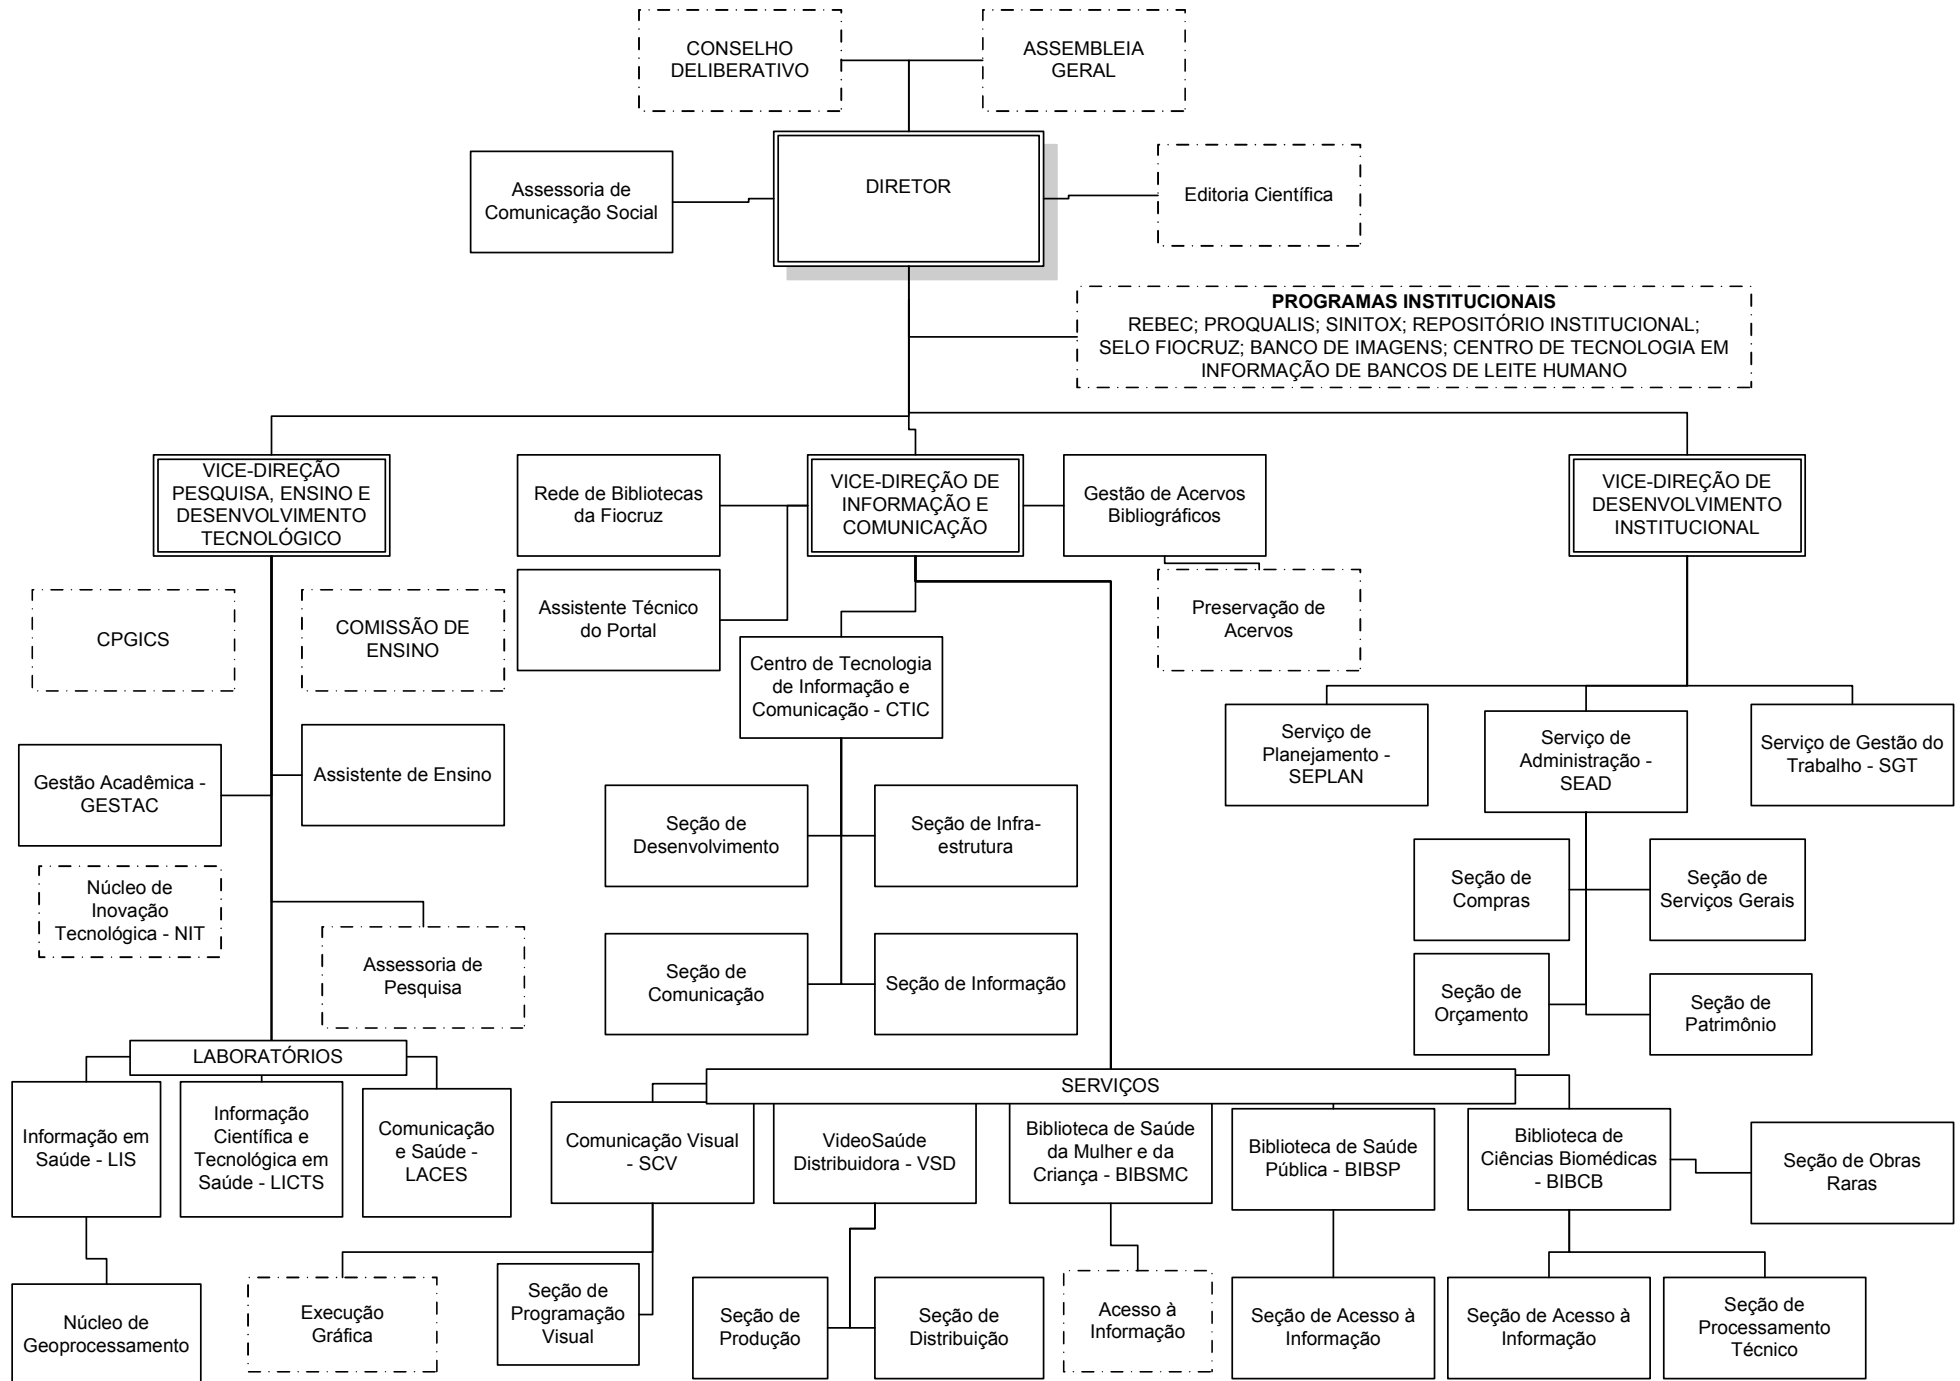 CONSELHO
DELIBERATIVO
ASSEMBLEIA
GERAL
Assessoria de
Comunicação Social
DIRETOR
Editoria Científica
PROGRAMAS INSTITUCIONAIS
REBEC; PROQUALIS; SINITOX; REPOSITÓRIO INSTITUCIONAL;
SELO FIOCRUZ; BANCO DE IMAGENS; CENTRO DE TECNOLOGIA EM
INFORMAÇÃO DE BANCOS DE LEITE HUMANO
VICE-DIREÇÃO
PESQUISA, ENSINO E
DESENVOLVIMENTO
TECNOLÓGICO
Rede de Bibliotecas
da Fiocruz
VICE-DIREÇÃO DE
INFORMAÇÃO E
COMUNICAÇÃO
Gestão de Acervos
Bibliográficos
VICE-DIREÇÃO DE
DESENVOLVIMENTO
INSTITUCIONAL
CPGICS
COMISSÃO DE
ENSINO
Assistente Técnico
do Portal
Preservação de
Acervos
Centro de Tecnologia
de Informação e
Comunicação - CTIC
Gestão Acadêmica -
GESTAC
Assistente de Ensino
Serviço de
Planejamento -
SEPLAN
Serviço de
Administração -
SEAD
Serviço de Gestão do
Trabalho - SGT
Seção de
Desenvolvimento
Seção de Infra-
estrutura
Seção de
Compras
Seção de
Serviços Gerais
Núcleo de
Inovação
Tecnológica - NIT
Assessoria de
Pesquisa
Seção de
Comunicação
Seção de Informação
Seção de
Orçamento
Seção de
Patrimônio
LABORATÓRIOS
SERVIÇOS
Informação em
Saúde - LIS
Informação
Científica e
Tecnológica em
Saúde - LICTS
Comunicação
e Saúde -
LACES
Comunicação Visual
- SCV
VideoSaúde
Distribuidora - VSD
Biblioteca de Saúde
da Mulher e da
Criança - BIBSMC
Biblioteca de Saúde
Pública - BIBSP
Biblioteca de
Ciências Biomédicas
- BIBCB
Seção de Obras
Raras
Núcleo de
Geoprocessamento
Execução
Gráfica
Seção de
Programação
Visual
Seção de
Produção
Seção de
Distribuição
Acesso à
Informação
Seção de Acesso à
Informação
Seção de Acesso à
Informação
Seção de
Processamento
Técnico